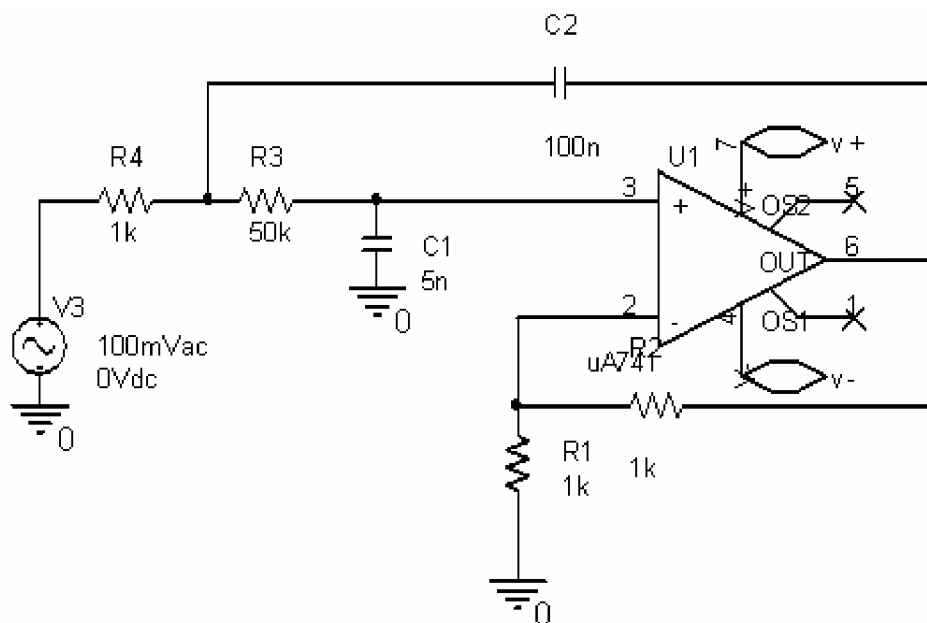 C2
100n
R4
1k
R3
50k
C1
5n
0
V3
100mVac
0Vdc
0
U1
3
+
2
-
uA741
7
V+
v+
5
OS2
6
OUT
1
OS1
4
v-
R2
1k
R1
1k
0